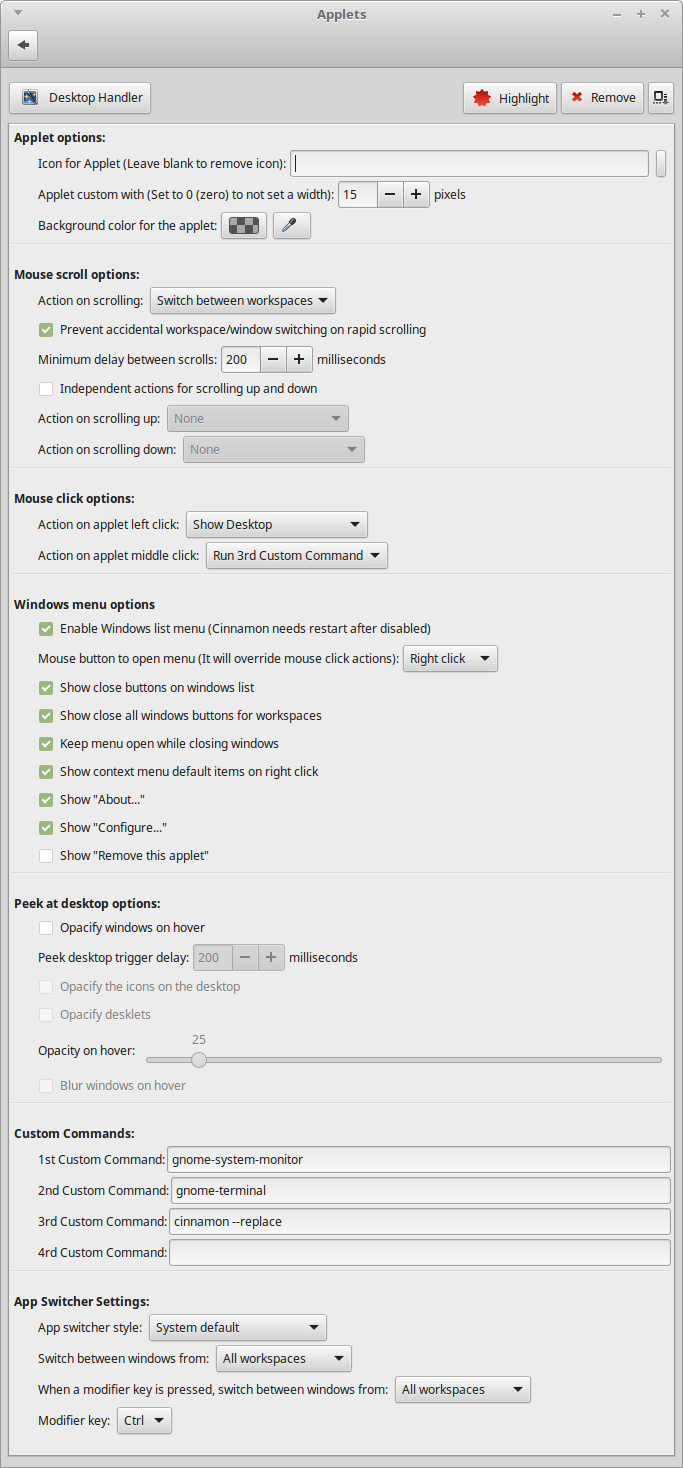 Applets
Desktop Handler Highlight Remove
Applet options:
Icon for Applet (Leave blank to remove icon):
Applet custom with (Set to 0 (zero) to not set a width): 15 pixels
Background color for the applet:
Mouse scroll options:
Action on scrolling: Switch between workspaces
Prevent accidental workspace/window switching on rapid scrolling
Minimum delay between scrolls: 200 milliseconds
Independent actions for scrolling up and down
Action on scrolling up: None
Action on scrolling down: None
Mouse click options:
Action on applet left click: Show Desktop
Action on applet middle click: Run 3rd Custom Command
Windows menu options
Enable Windows list menu (Cinnamon needs restart after disabled)
Mouse button to open menu (It will override mouse click actions): Right click
Show close buttons on windows list
Show close all windows buttons for workspaces
Keep menu open while closing windows
Show context menu default items on right click
Show "About..."
Show "Configure..."
Show "Remove this applet"
Peek at desktop options:
Opacify windows on hover
Peek desktop trigger delay: 200 milliseconds
Opacify the icons on the desktop
Opacify desklets
25
Opacity on hover:
Blur windows on hover
Custom Commands:
1st Custom Command: gnome-system-monitor
2nd Custom Command: gnome-terminal
3rd Custom Command: cinnamon --replace
4rd Custom Command:
App Switcher Settings:
App switcher style: System default
Switch between windows from: All workspaces
When a modifier key is pressed, switch between windows from: All workspaces
Modifier key: Ctrl